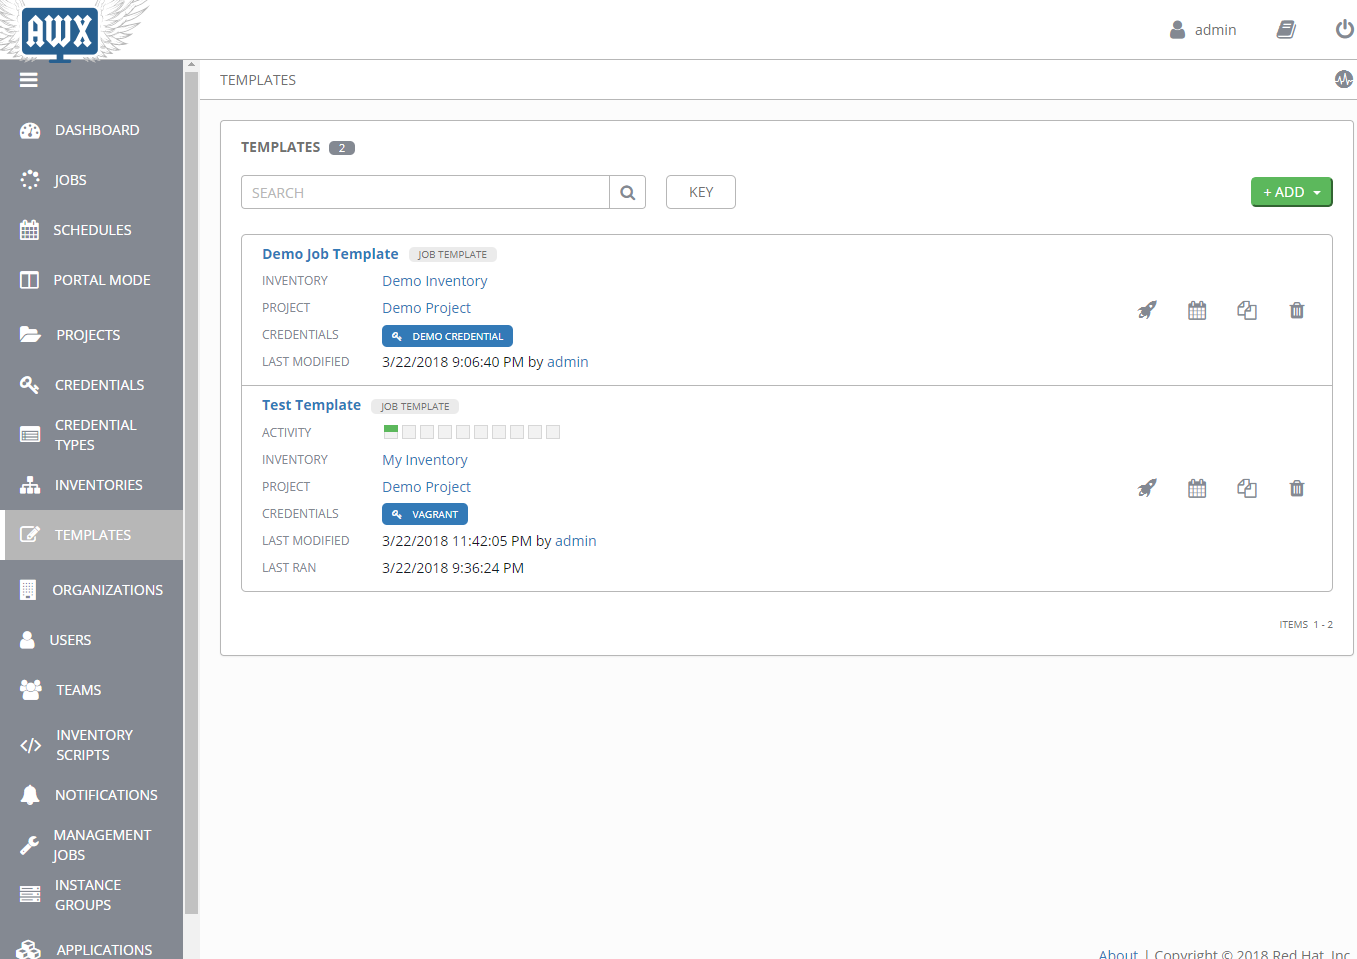 AWX
admin
TEMPLATES
DASHBOARD
JOBS
SCHEDULES
PORTAL MODE
PROJECTS
CREDENTIALS
CREDENTIAL
TYPES
INVENTORIES
TEMPLATES
ORGANIZATIONS
USERS
TEAMS
INVENTORY
SCRIPTS
NOTIFICATIONS
MANAGEMENT
JOBS
INSTANCE
GROUPS
APPLICATIONS
TEMPLATES 2
SEARCH
KEY
+ ADD
Demo Job Template JOB TEMPLATE
INVENTORY Demo Inventory
PROJECT Demo Project
CREDENTIALS DEMO CREDENTIAL
LAST MODIFIED 3/22/2018 9:06:40 PM by admin
Test Template JOB TEMPLATE
ACTIVITY
INVENTORY My Inventory
PROJECT Demo Project
CREDENTIALS VAGRANT
LAST MODIFIED 3/22/2018 11:42:05 PM by admin
LAST RAN 3/22/2018 9:36:24 PM
ITEMS 1 - 2
About | Copyright © 2018 Red Hat, Inc.